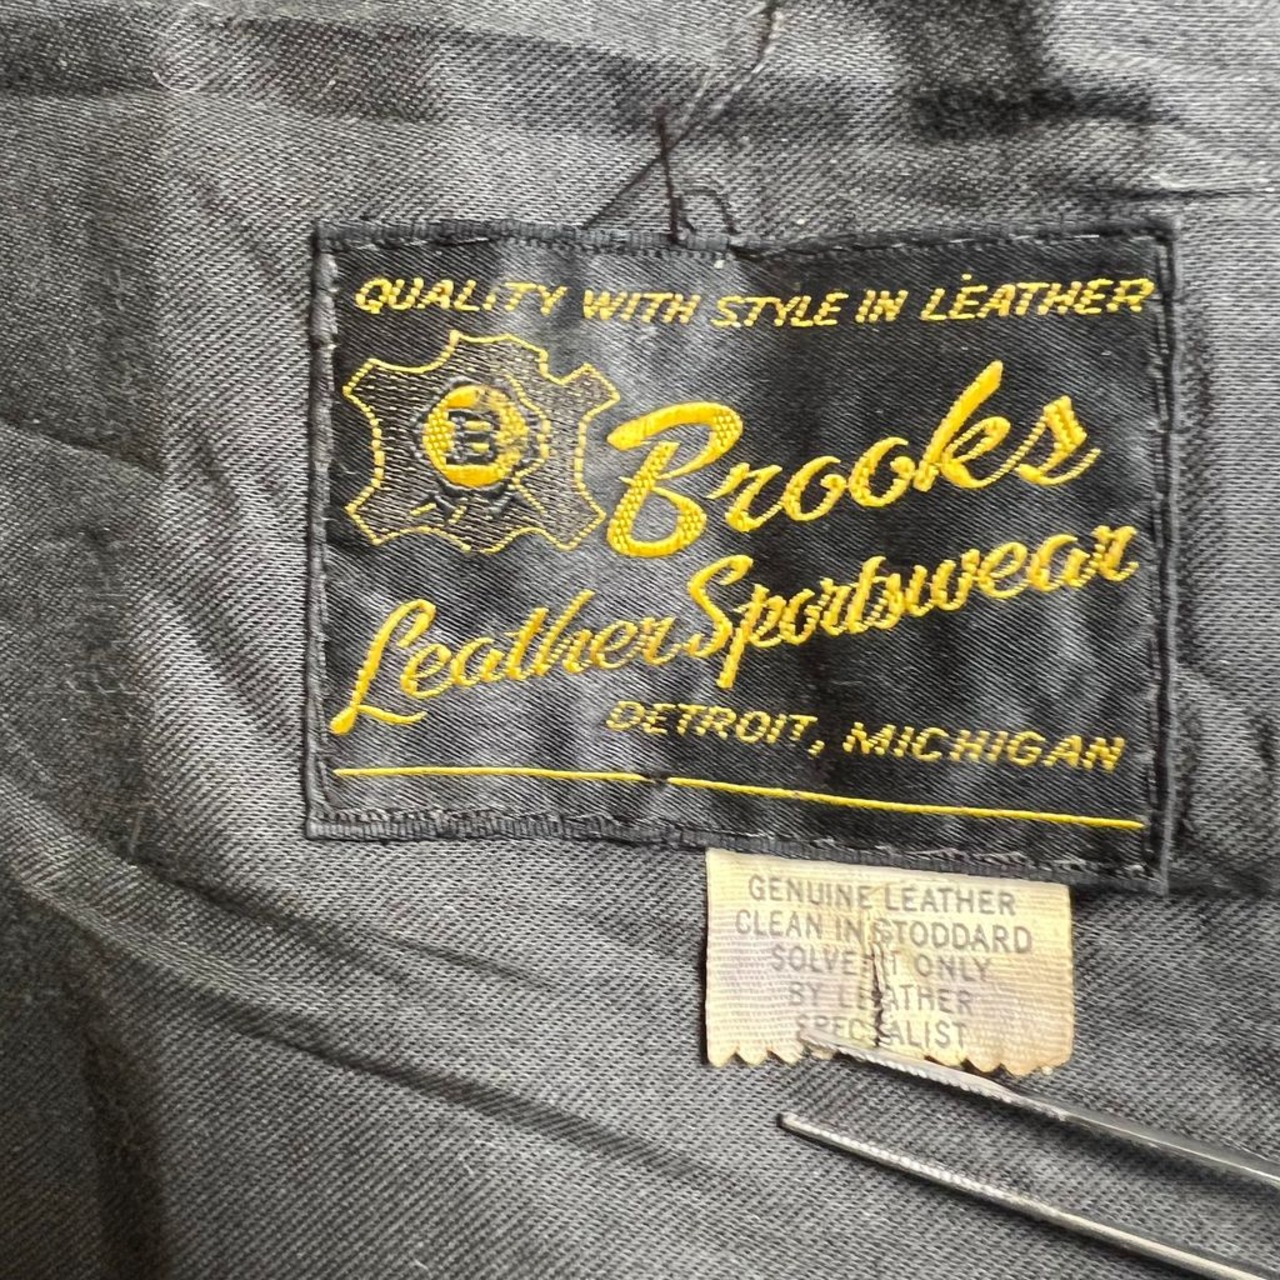 QUALITY WITH STYLE IN LEATHER
B
Brooks
Leather Sportswear
DETROIT, MICHIGAN
GENUINE LEATHER
CLEAN IN STODDARD
SOLVENT ONLY
BY LEATHER
SPECIALIST